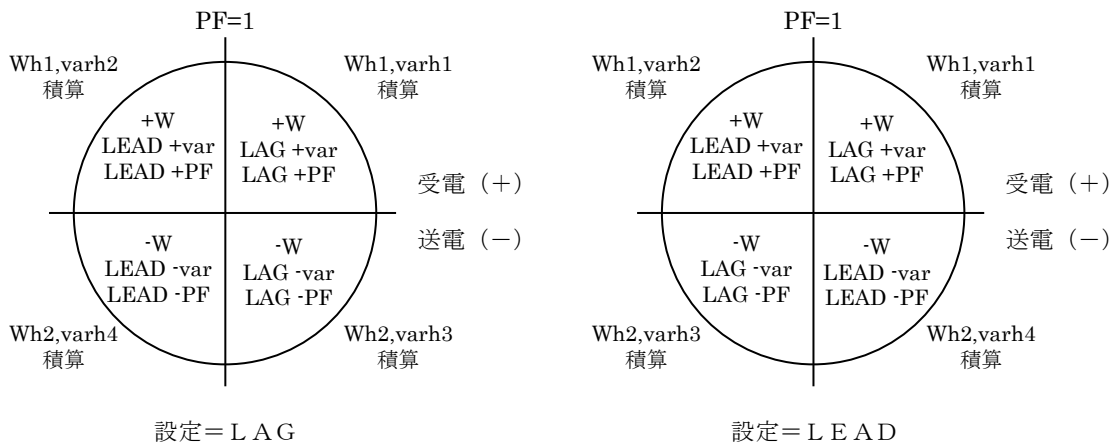 PF=1
Wh1,varh2
積算
Wh1,varh1
積算
+W
LEAD +var
LEAD +PF
+W
LAG +var
LAG +PF
受電（＋）
送電（－）
-W
LEAD -var
LEAD -PF
-W
LAG -var
LAG -PF
Wh2,varh4
積算
Wh2,varh3
積算
設定＝ＬＡＧ
PF=1
Wh1,varh2
積算
Wh1,varh1
積算
+W
LEAD +var
LEAD +PF
+W
LAG +var
LAG +PF
受電（＋）
送電（－）
-W
LAG -var
LAG -PF
-W
LEAD -var
LEAD -PF
Wh2,varh3
積算
Wh2,varh4
積算
設定＝ＬＥＡＤ